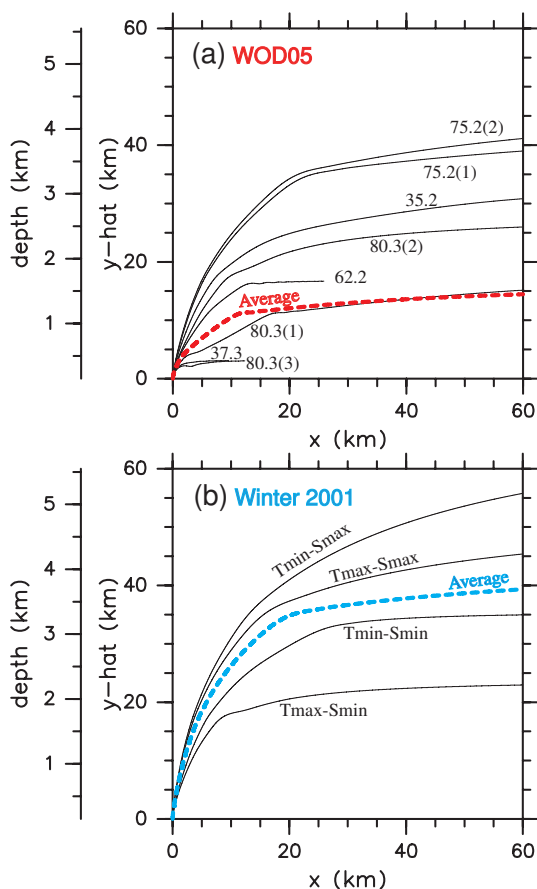 (a) WOD05
60
40
20
0
5
4
3
2
1
depth (km)
y-hat (km)
75.2(2)
75.2(1)
35.2
80.3(2)
62.2
Average
80.3(1)
37.3
80.3(3)
0 20 40 60
x (km)
(b) Winter 2001
60
40
20
0
5
4
3
2
1
depth (km)
y-hat (km)
Tmin-Smax
Tmax-Smax
Average
Tmin-Smin
Tmax-Smin
0 20 40 60
x (km)